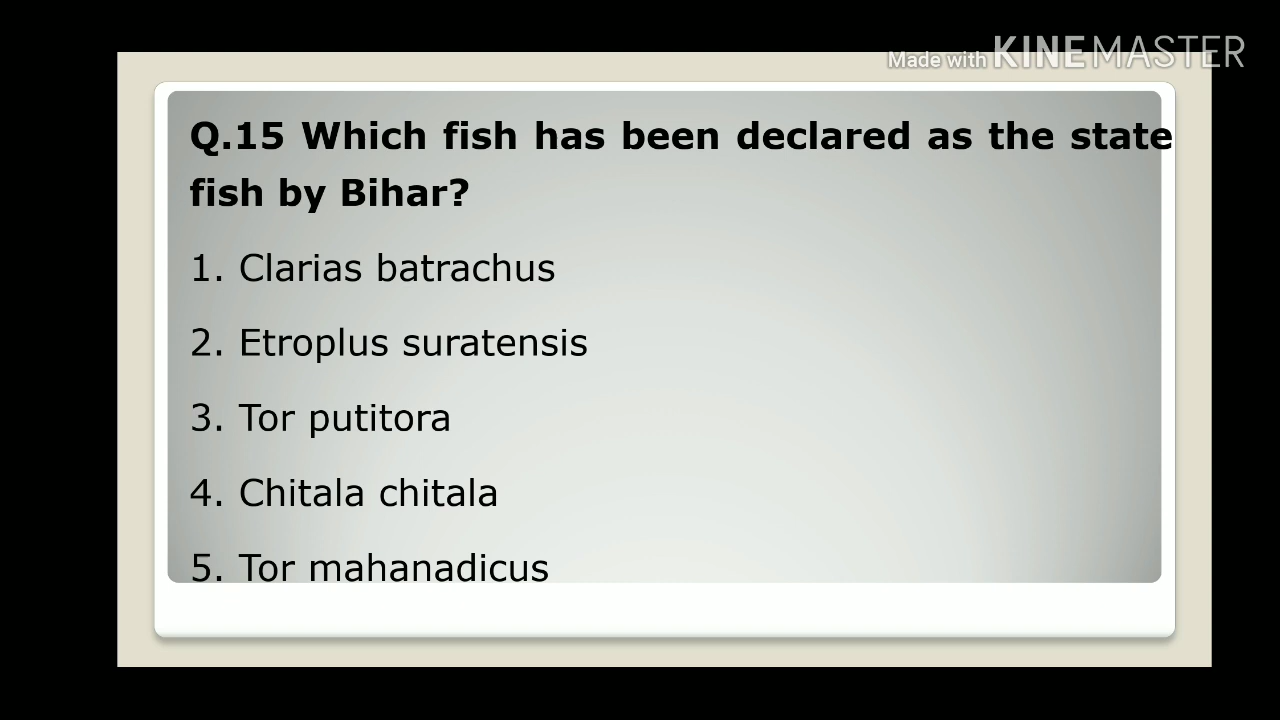 Made with KINEMASTER
Q.15 Which fish has been declared as the state
fish by Bihar?
1. Clarias batrachus
2. Etroplus suratensis
3. Tor putitora
4. Chitala chitala
5. Tor mahanadicus